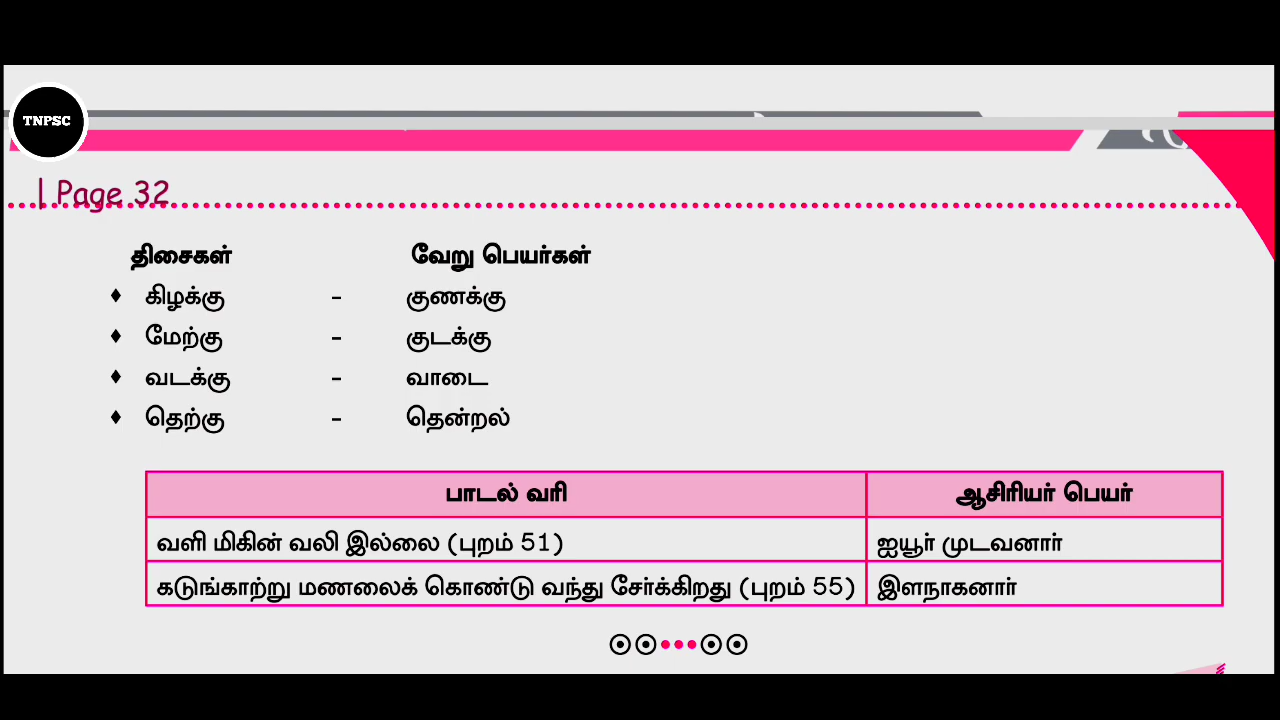 TNPSC
| Page 32
திசைகள் வேறு பெயர்கள்
♦ கிழக்கு - குணக்கு
♦ மேற்கு - குடக்கு
♦ வடக்கு - வாடை
♦ தெற்கு - தென்றல்
பாடல் வரி ஆசிரியர் பெயர்
வளி மிகின் வலி இல்லை (புறம் 51) ஐயூர் முடவனார்
கடுங்காற்று மணலைக் கொண்டு வந்து சேர்க்கிறது (புறம் 55) இளநாகனார்